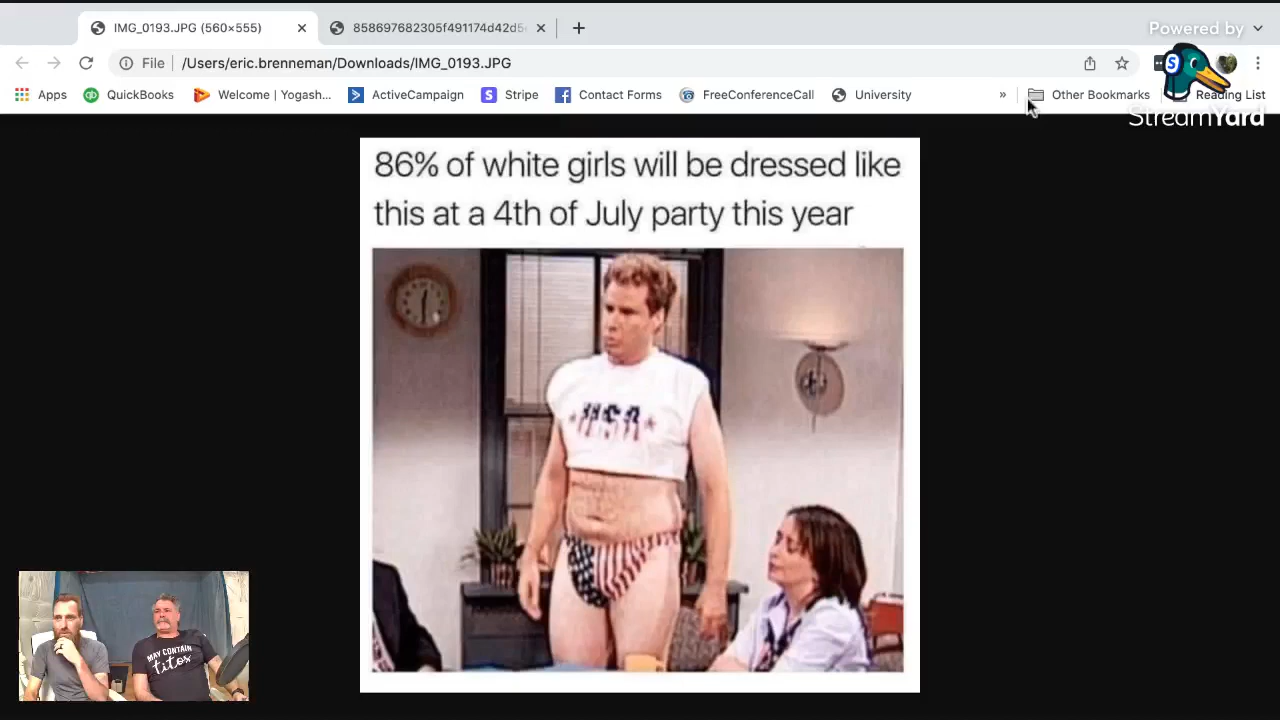 IMG_0193.JPG (560×555)
858697682305f491174d42d5
Powered by
File
/Users/eric.brenneman/Downloads/IMG_0193.JPG
Apps
QuickBooks
Welcome | Yogash...
ActiveCampaign
Stripe
Contact Forms
FreeConferenceCall
University
»
Other Bookmarks
Reading List
StreamYard
86% of white girls will be dressed like
this at a 4th of July party this year
USA
MAY CONTAIN
titos